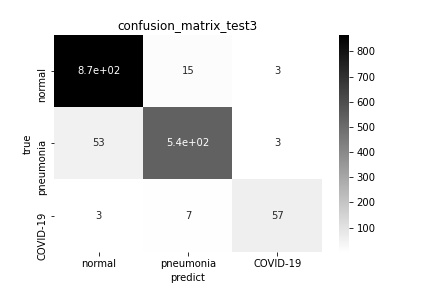 confusion_matrix_test3
normal
8.7e+02 15 3
pneumonia
53 5.4e+02 3
COVID-19
3 7 57
true
normal pneumonia COVID-19
predict
800
700
600
500
400
300
200
100